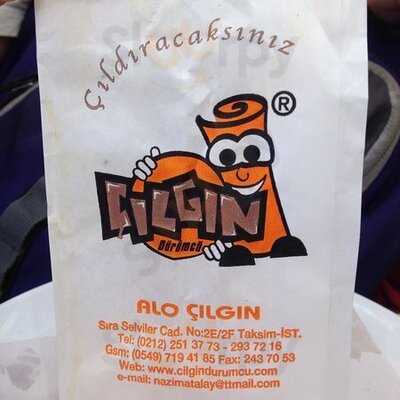 Çıldıracaksınız
®
ÇILGIN
Dürümcü
ALO ÇILGIN
Sıra Selviler Cad. No:2E/2F Taksim-İST.
Tel: (0212) 251 37 73 - 293 72 16
Gsm: (0549) 719 41 85 Fax: 243 70 53
Web: www.cilgindurumcu.com
e-mail: nazimatalay@ttmail.com